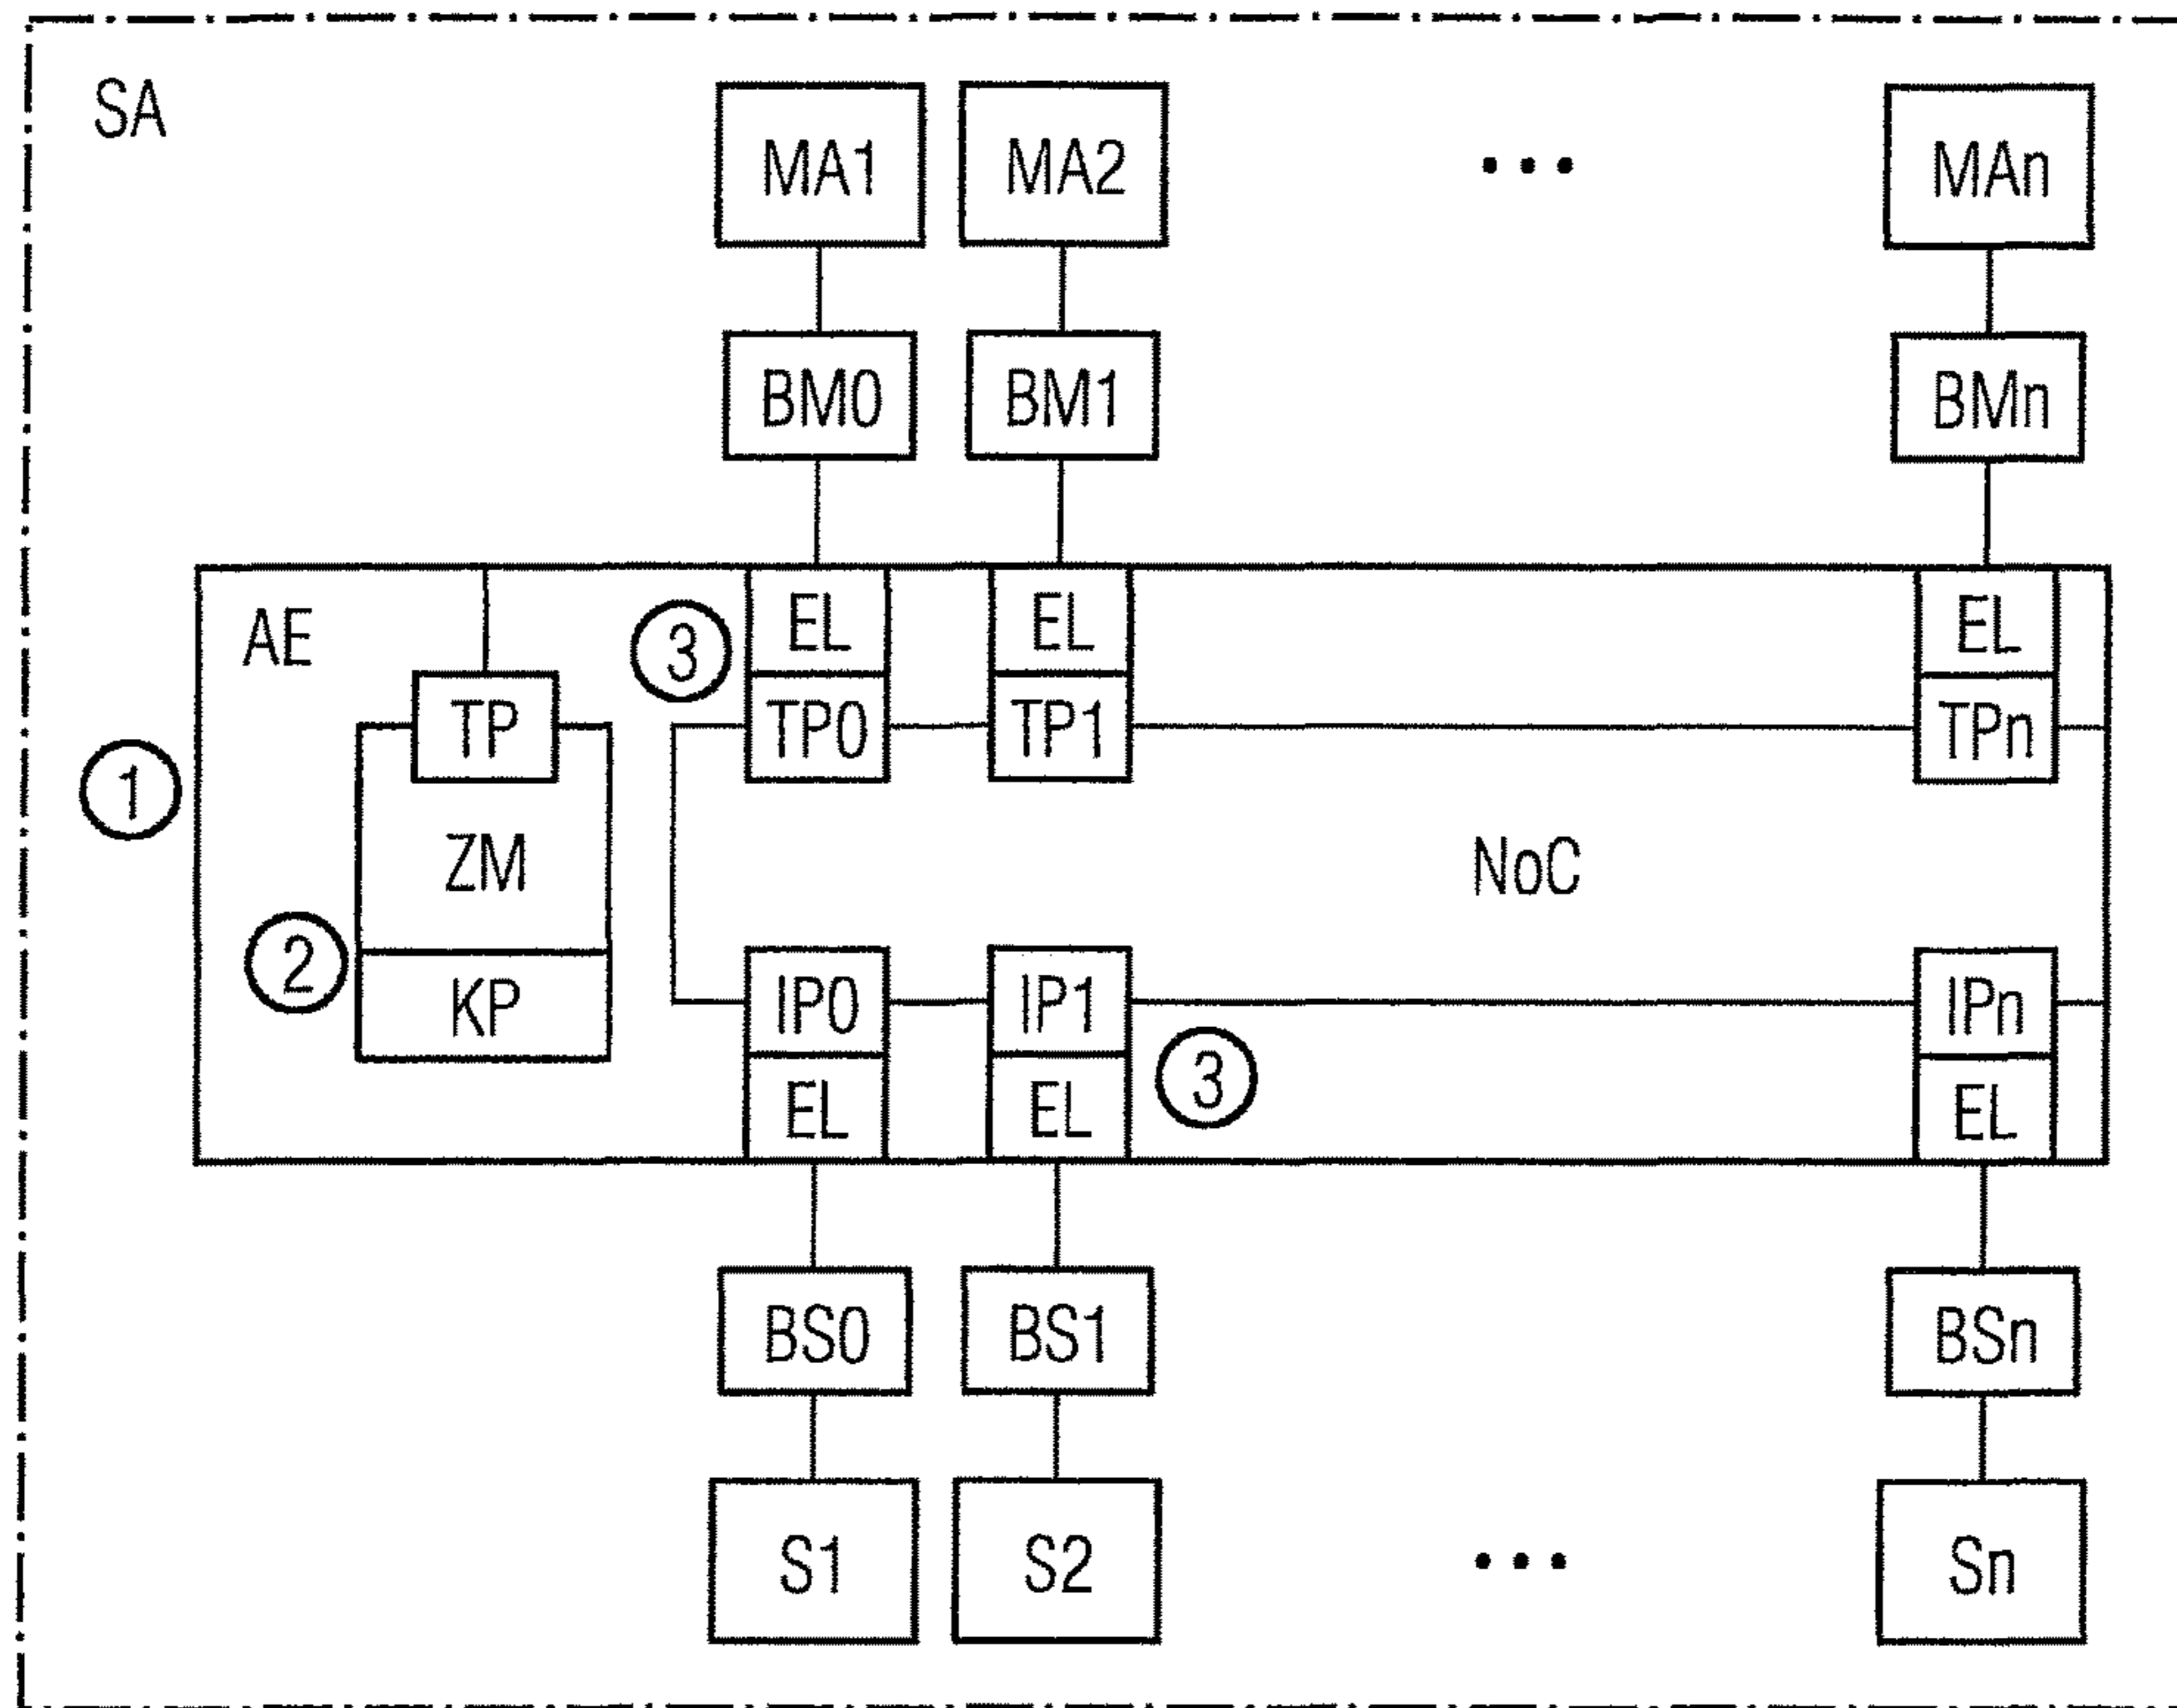 SA
MA1 MA2 ... MAn
BM0 BM1 BMn
AE EL EL EL
3
TP TP0 TP1 TPn
1
ZM NoC
2
KP IP0 IP1 IPn
3
EL EL EL
BS0 BS1 BSn
S1 S2 ... Sn